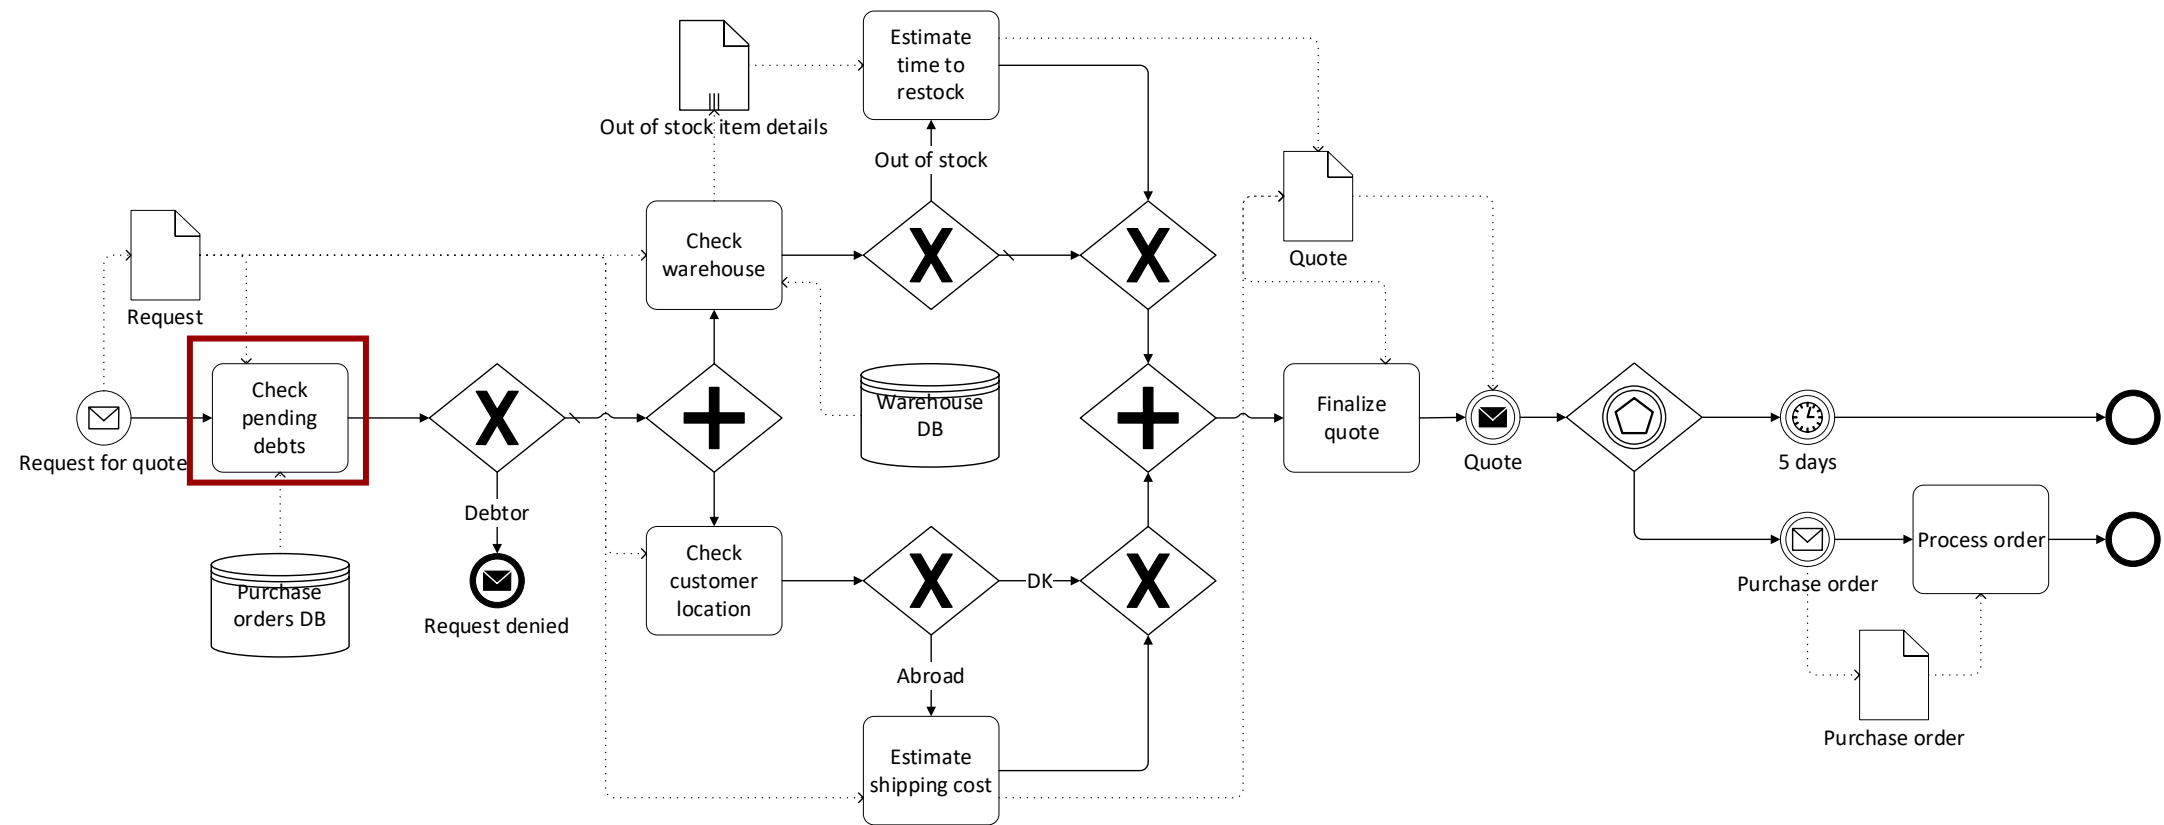 Estimate
time to
restock
Out of stock item details
Out of stock
Check
warehouse
Quote
Request
Check
pending
debts
Request for quote
Warehouse
DB
Finalize
quote
Quote
5 days
Debtor
Check
customer
location
DK
Purchase order
Process order
Purchase
orders DB
Request denied
Abroad
Estimate
shipping cost
Purchase order